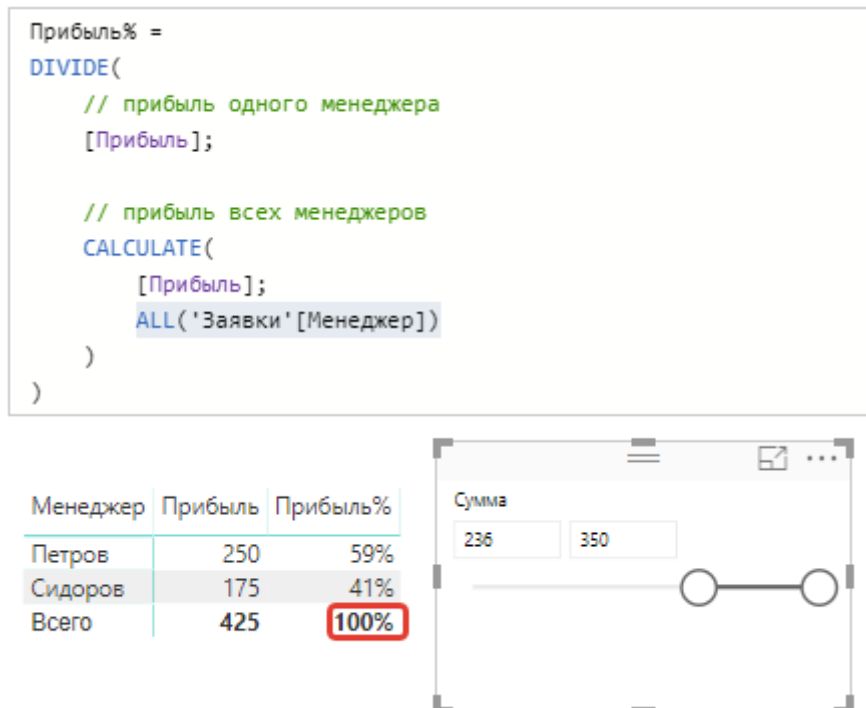 Прибыль% =
DIVIDE(
// прибыль одного менеджера
[Прибыль];
// прибыль всех менеджеров
CALCULATE(
[Прибыль];
ALL('Заявки'[Менеджер])
)
)
Менеджер Прибыль Прибыль%
Петров 250 59%
Сидоров 175 41%
Всего 425 100%
Сумма
236 350